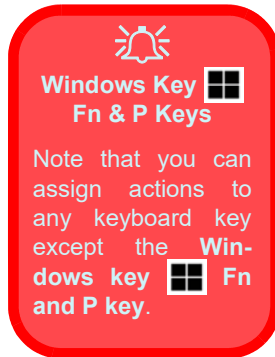 Windows Key
Fn & P Keys
Note that you can
assign actions to
any keyboard key
except the Win-
dows key Fn
and P key.